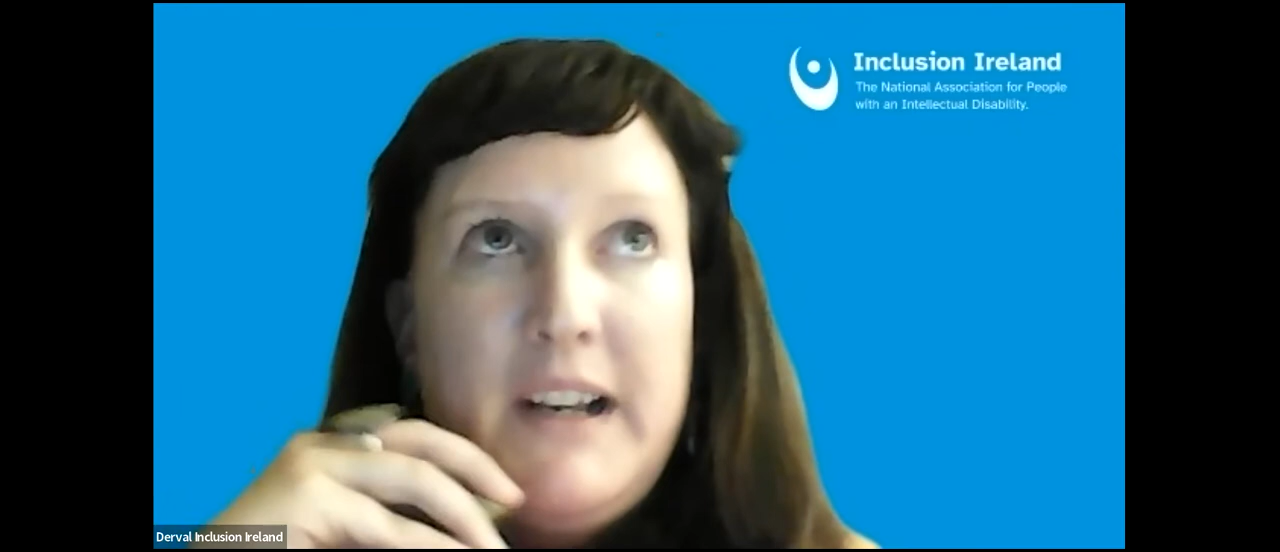 Inclusion Ireland
The National Association for People
with an Intellectual Disability.
Derval Inclusion Ireland